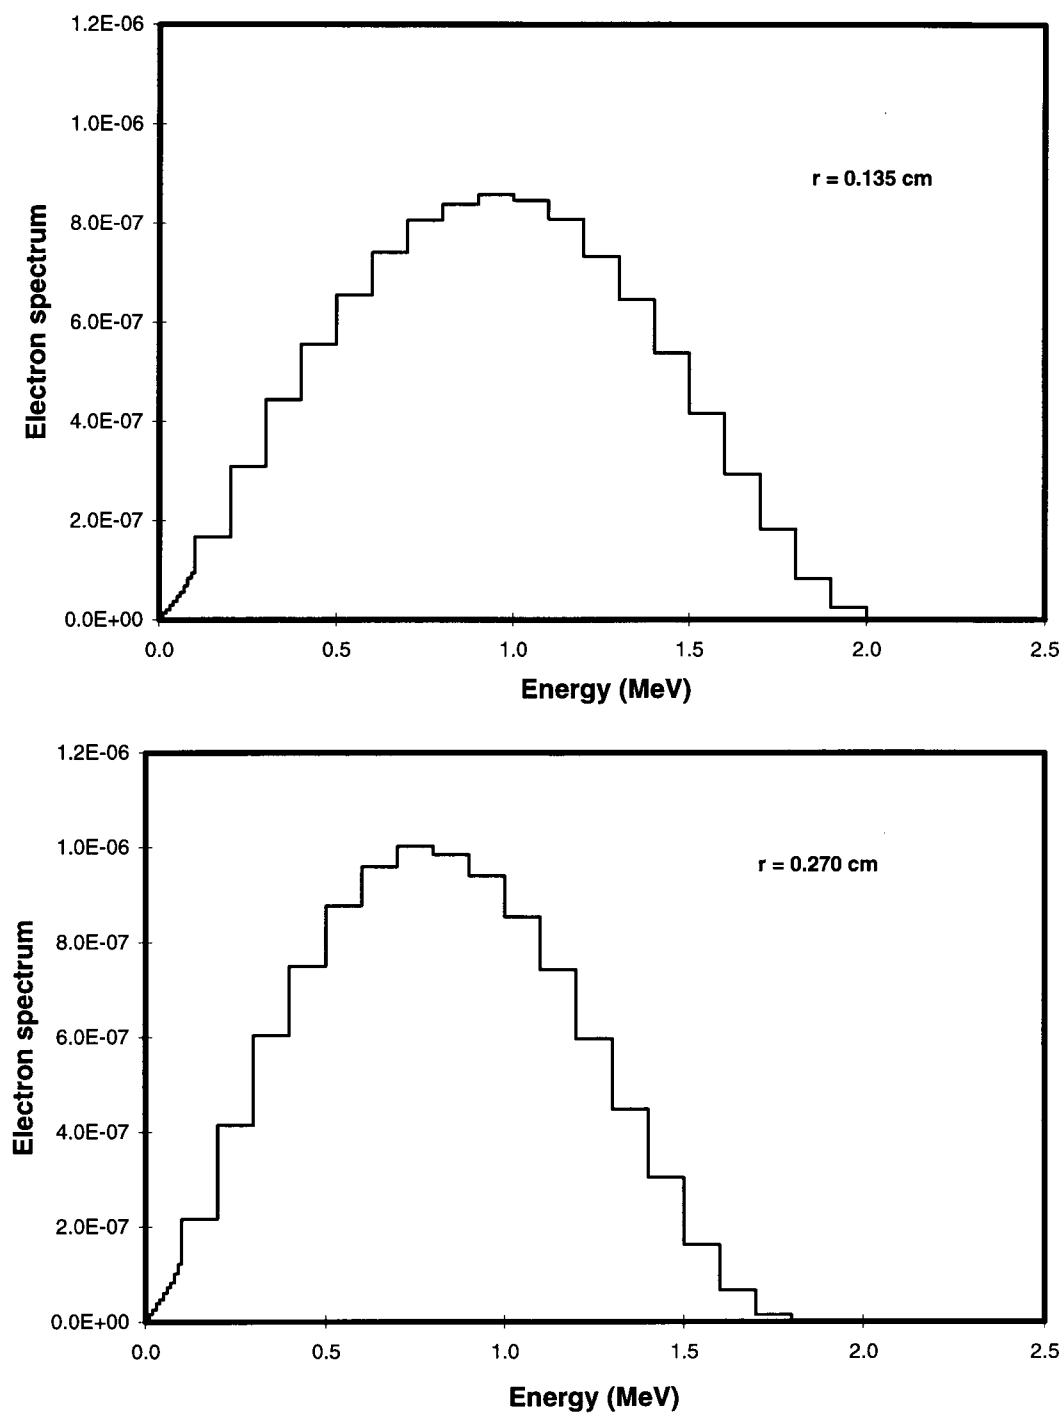 1.2E-06
1.0E-06
r = 0.135 cm
8.0E-07
6.0E-07
4.0E-07
2.0E-07
0.0E+00
Electron spectrum
0.0 0.5 1.0 1.5 2.0 2.5
Energy (MeV)
1.2E-06
1.0E-06
r = 0.270 cm
8.0E-07
6.0E-07
4.0E-07
2.0E-07
0.0E+00
Electron spectrum
0.0 0.5 1.0 1.5 2.0 2.5
Energy (MeV)